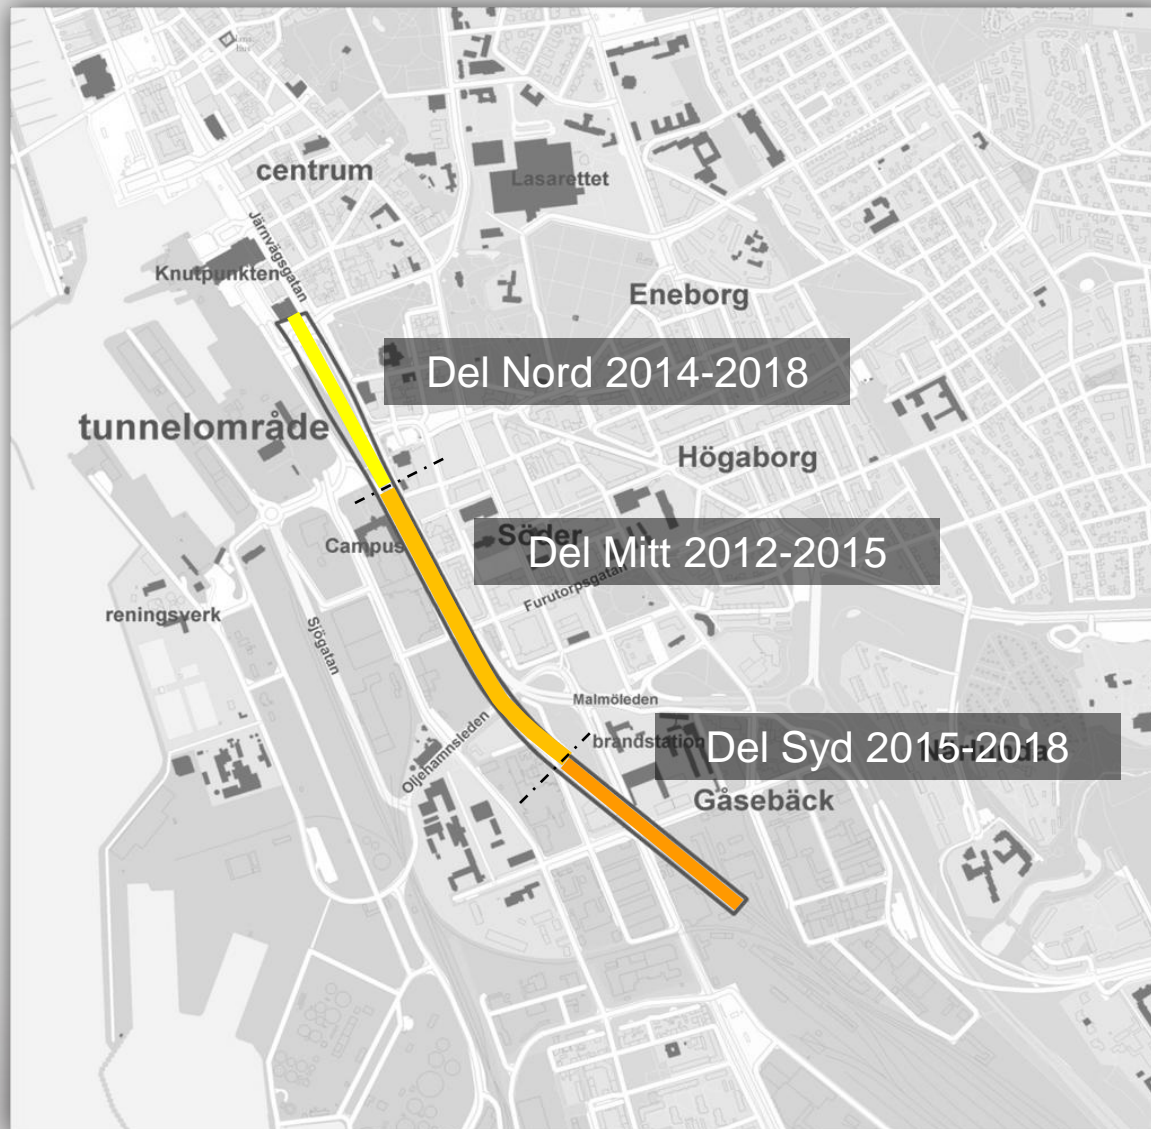 centrum
Lasarettet
Järnvägsgatan
Knutpunkten
Eneborg
Del Nord 2014-2018
tunnelområde
Högaborg
Söder
Del Mitt 2012-2015
Campus
Furutorpsgatan
reningsverk
Sjögatan
Malmöleden
Oljehamnsleden
brandstation
Del Syd 2015-2018
Närlunda
Gåsebäck